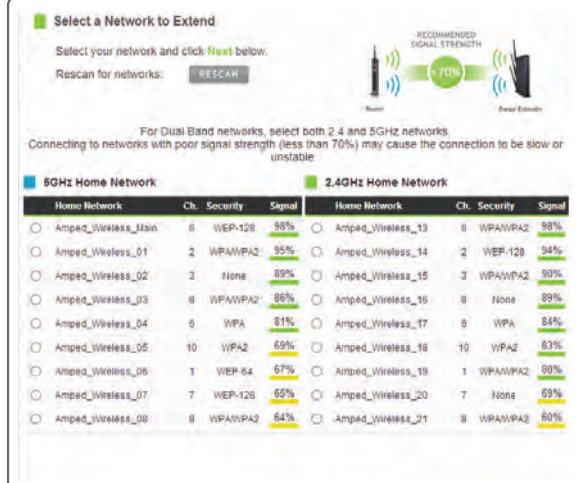 Select a Network to Extend
Select your network and click Next below.
Rescan for networks: RESCAN
RECOMMENDED
SIGNAL STRENGTH
>70%
Router Range Extender
For Dual Band networks, select both 2.4 and 5GHz networks
Connecting to networks with poor signal strength (less than 70%) may cause the connection to be slow or
unstable
5GHz Home Network 2.4GHz Home Network
Home Network Ch. Security Signal Home Network Ch. Security Signal
Amped_Wireless_Main 6 WEP-128 98% Amped_Wireless_13 6 WPA/WPA2 98%
Amped_Wireless_01 2 WPA/WPA2 95% Amped_Wireless_14 2 WEP-128 94%
Amped_Wireless_02 3 None 89% Amped_Wireless_15 3 WPA/WPA2 90%
Amped_Wireless_03 8 WPA/WPA2 86% Amped_Wireless_16 8 None 89%
Amped_Wireless_04 6 WPA 81% Amped_Wireless_17 6 WPA 84%
Amped_Wireless_05 10 WPA2 69% Amped_Wireless_18 10 WPA2 83%
Amped_Wireless_06 1 WEP-64 67% Amped_Wireless_19 1 WPA/WPA2 80%
Amped_Wireless_07 7 WEP-128 65% Amped_Wireless_20 7 None 69%
Amped_Wireless_08 8 WPA/WPA2 64% Amped_Wireless_21 8 WPA/WPA2 60%